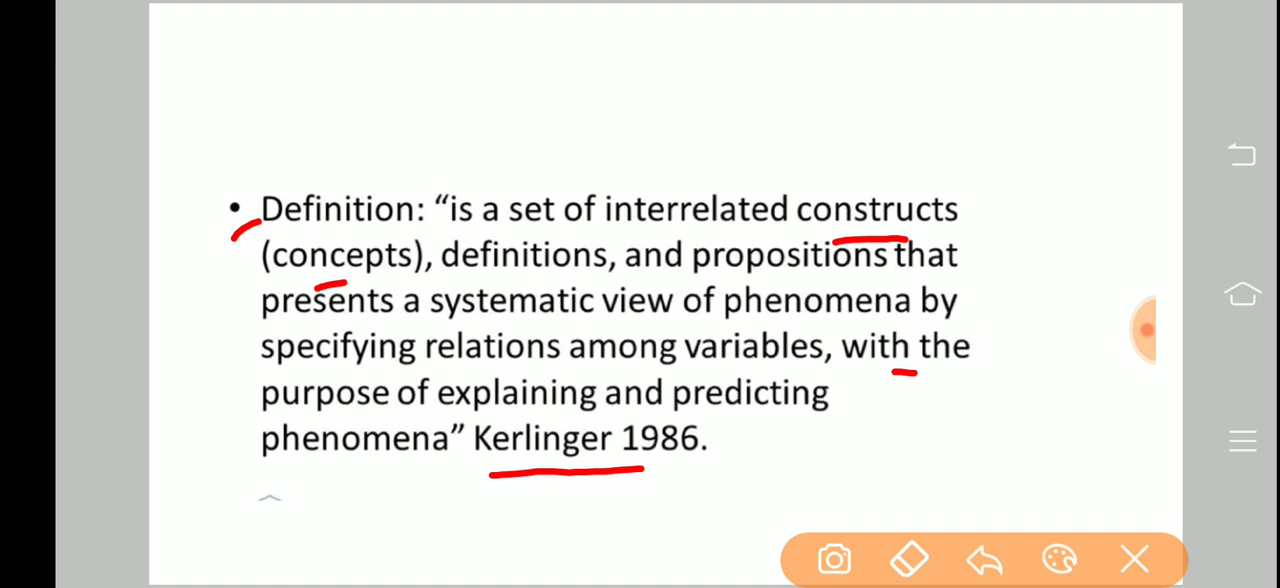 • Definition: “is a set of interrelated constructs
(concepts), definitions, and propositions that
presents a systematic view of phenomena by
specifying relations among variables, with the
purpose of explaining and predicting
phenomena” Kerlinger 1986.